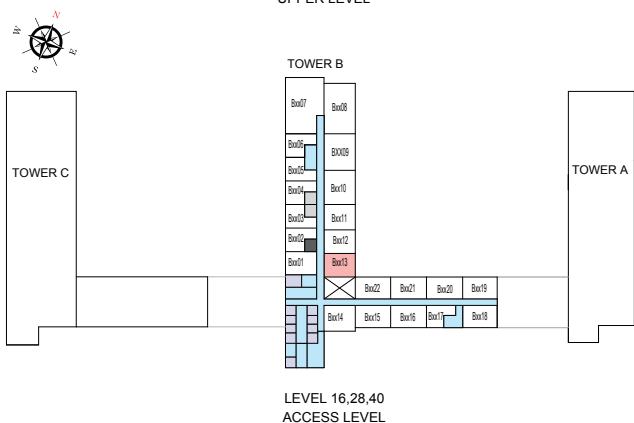 UPPER LEVEL
N
W
E
S
TOWER B
Bxx07
Bxx08
Bxx06
BXX09
Bxx05
TOWER C
TOWER A
Bxx04
Bxx10
Bxx03
Bxx11
Bxx02
Bxx12
Bxx01
Bxx13
Bxx22
Bxx21
Bxx20
Bxx19
Bxx14
Bxx15
Bxx16
Bxx17
Bxx18
LEVEL 16,28,40
ACCESS LEVEL